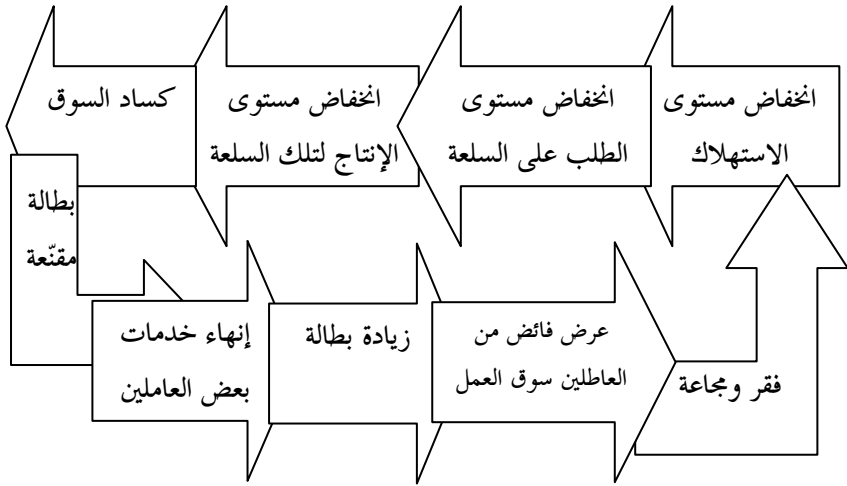 انخفاض مستوى
الاستهلاك
انخفاض مستوى
الطلب على السلعة
انخفاض مستوى
الإنتاج لتلك السلعة
كساد السوق
بطالة
مقنّعة
إنهاء خدمات
بعض العاملين
زيادة بطالة
عرض فائض من
العاطلين سوق العمل
فقر ومجاعة